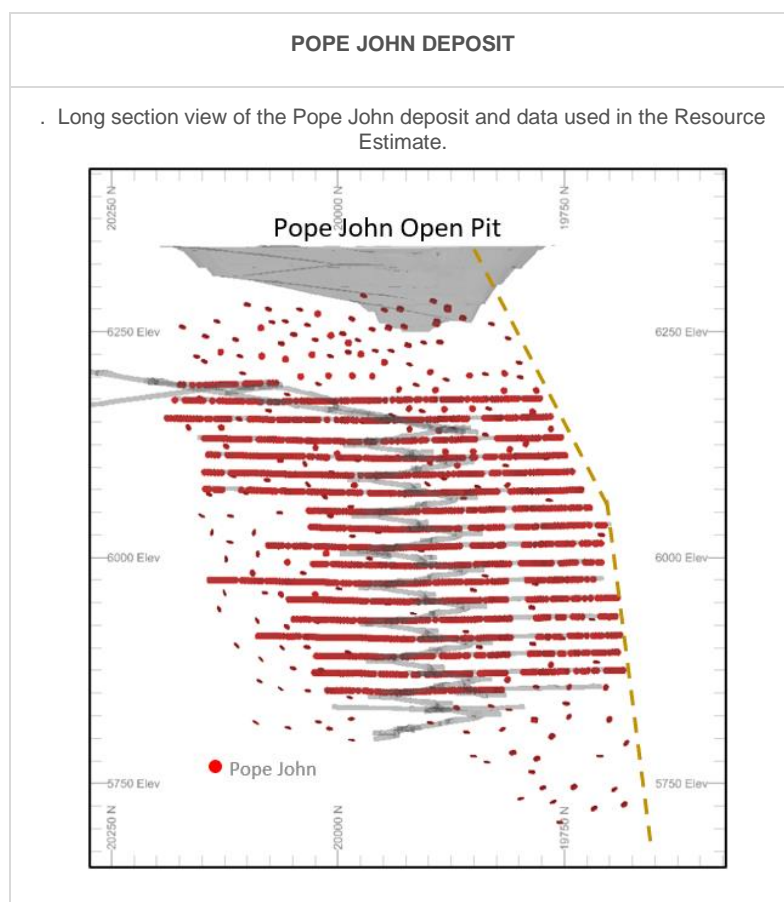 POPE JOHN DEPOSIT
. Long section view of the Pope John deposit and data used in the Resource
Estimate.
20250 N
20000 N
19750 N
Pope John Open Pit
6250 Elev
6250 Elev
6000 Elev
6000 Elev
Pope John
5750 Elev
5750 Elev
20250 N
20000 N
19750 N